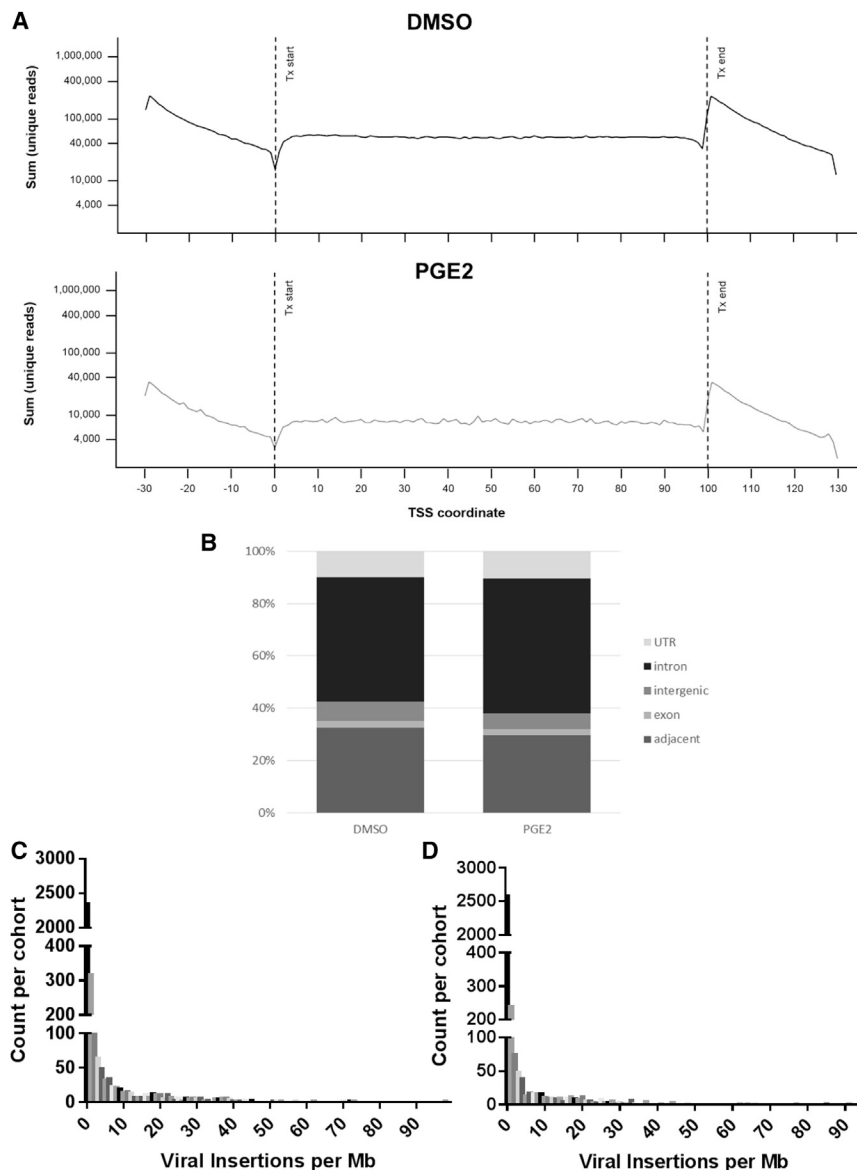 A
DMSO
Sum (unique reads)
1,000,000
400,000
100,000
40,000
10,000
4,000
Tx start
Tx end
PGE2
Sum (unique reads)
1,000,000
400,000
100,000
40,000
10,000
4,000
Tx start
Tx end
-30 -20 -10 0 10 20 30 40 50 60 70 80 90 100 110 120 130
TSS coordinate
B
100%
80%
60%
40%
20%
0%
DMSO PGE2
UTR
intron
intergenic
exon
adjacent
C
Count per cohort
3000
2500
2000
400
300
200
100
50
0
0 10 20 30 40 50 60 70 80 90
Viral Insertions per Mb
D
Count per cohort
3000
2500
2000
400
300
200
100
50
0
0 10 20 30 40 50 60 70 80 90
Viral Insertions per Mb